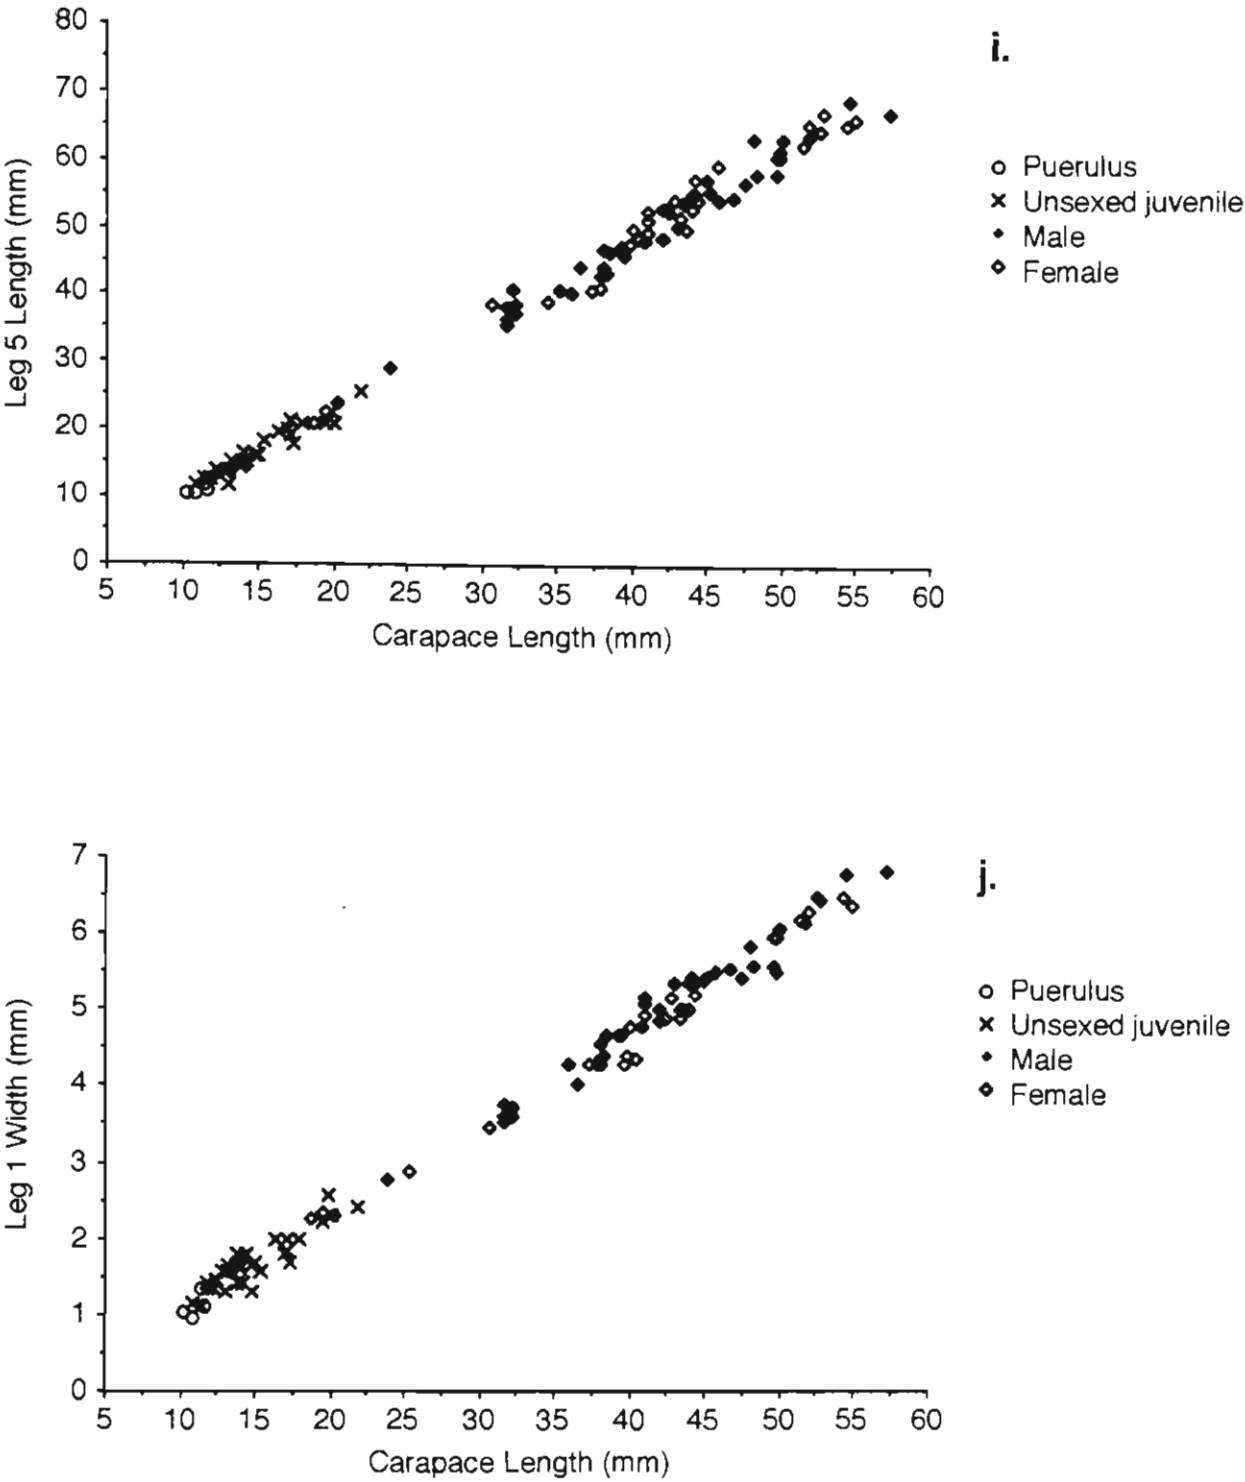 i.
80
70
60
50
40
30
20
10
0
Leg 5 Length (mm)
5 10 15 20 25 30 35 40 45 50 55 60
Carapace Length (mm)
Puerulus
Unsexed juvenile
Male
Female
j.
7
6
5
4
3
2
1
0
Leg 1 Width (mm)
5 10 15 20 25 30 35 40 45 50 55 60
Carapace Length (mm)
Puerulus
Unsexed juvenile
Male
Female